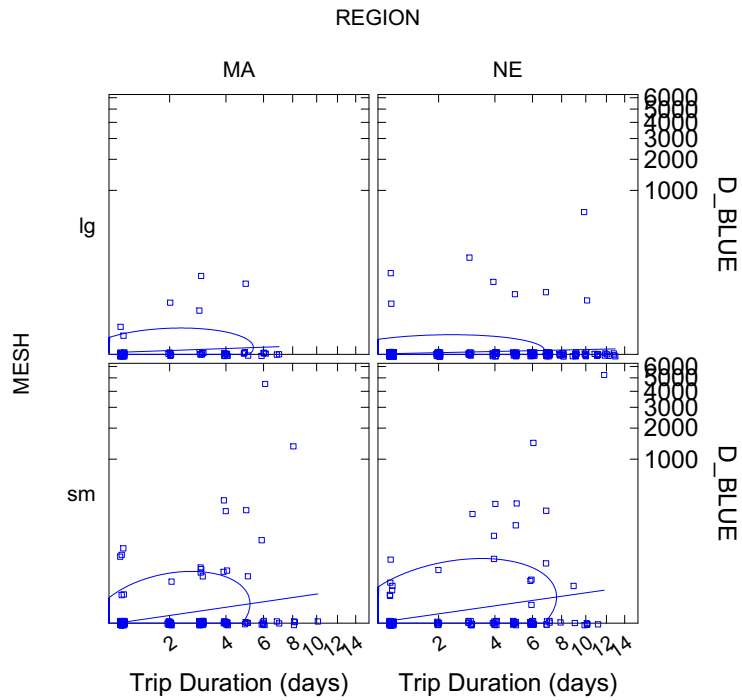 REGION
MA NE
6000
5000
4000
3000
2000
1000
lg
D_BLUE
MESH
6000
5000
4000
3000
2000
1000
sm
D_BLUE
2 4 6 8 10 12 14 2 4 6 8 10 12 14
Trip Duration (days) Trip Duration (days)